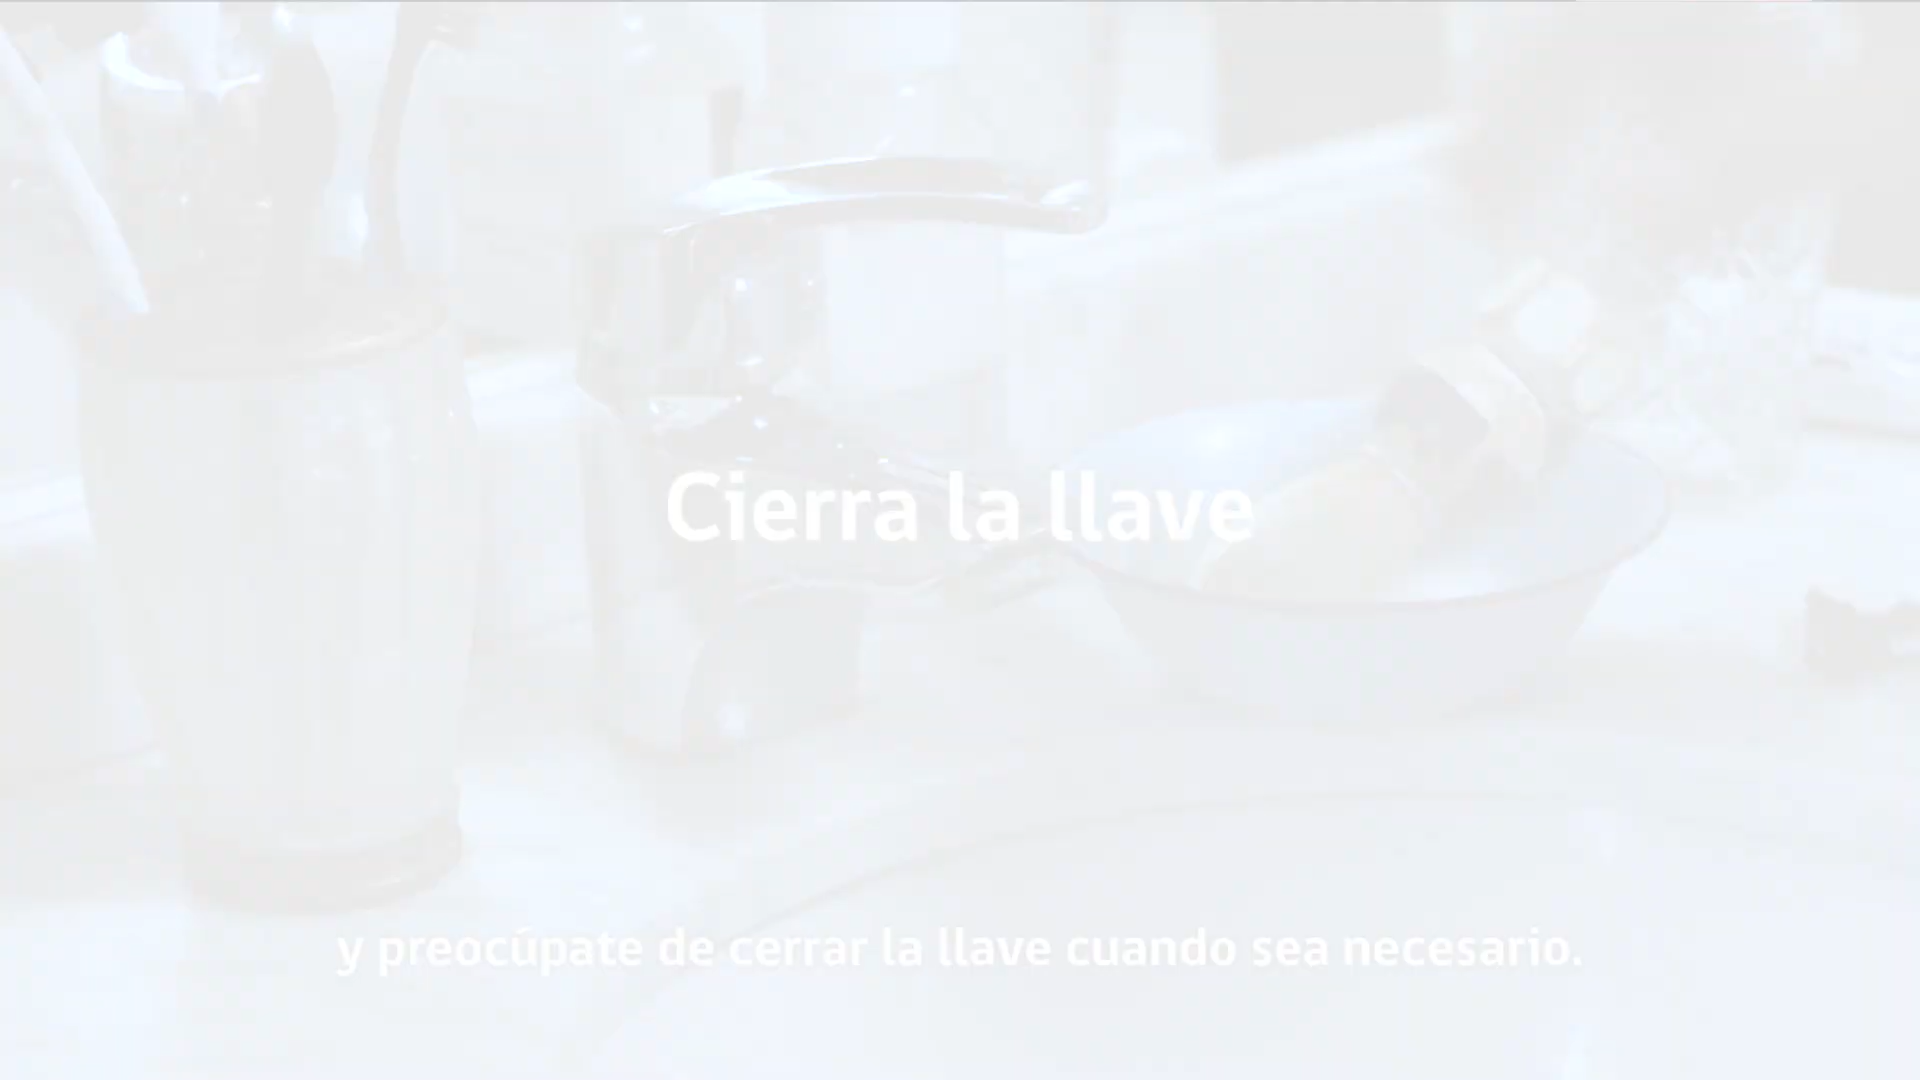 Cierra la llave
y preocúpate de cerrar la llave cuando sea necesario.